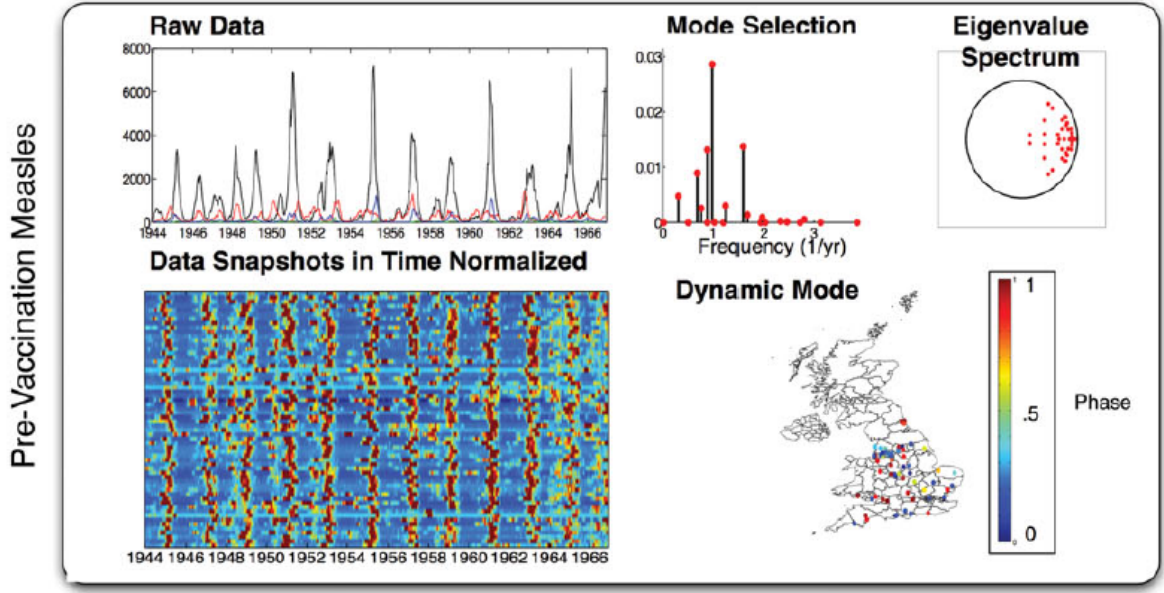 Pre-Vaccination Measles
Raw Data
8000
6000
4000
2000
0
1944 1946 1948 1950 1952 1954 1956 1958 1960 1962 1964 1966
Data Snapshots in Time Normalized
1944 1946 1948 1950 1952 1954 1956 1958 1960 1962 1964 1966
Mode Selection
0.03
0.02
0.01
0
0 1 2 3
Frequency (1/yr)
Eigenvalue
Spectrum
Dynamic Mode
1
.5
0
Phase